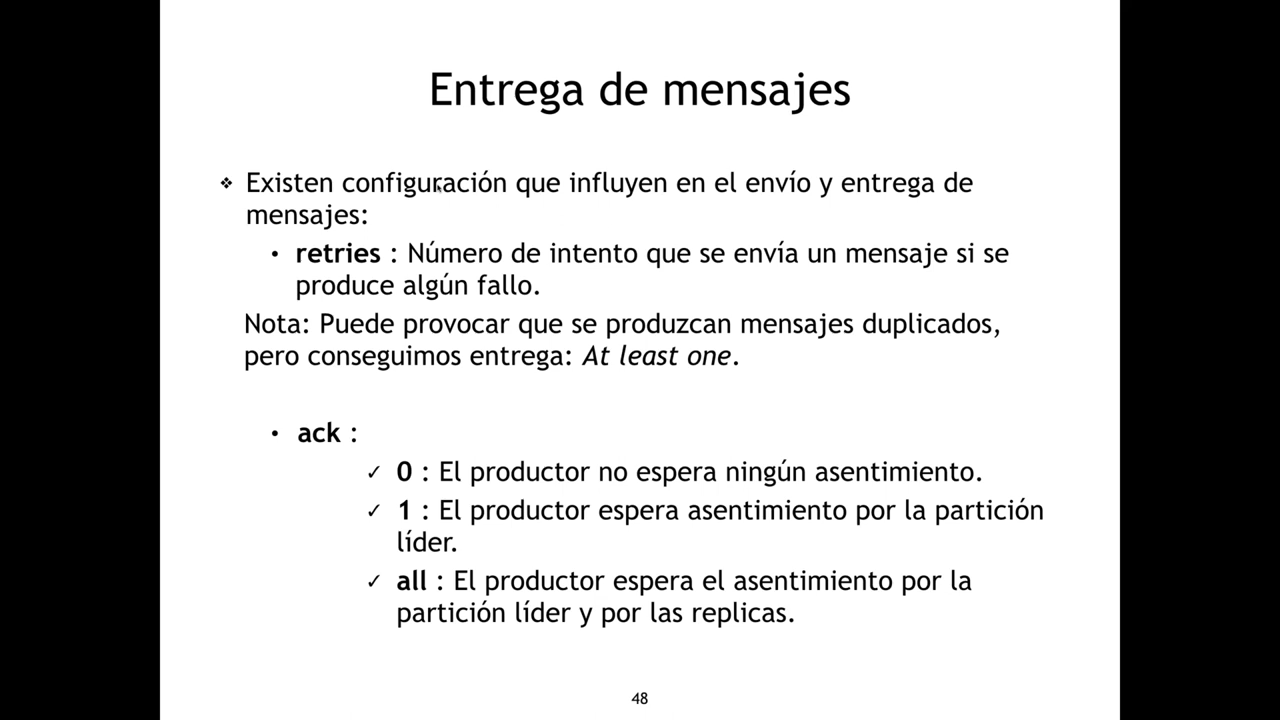 Entrega de mensajes
❖ Existen configuración que influyen en el envío y entrega de
mensajes:
• retries : Número de intento que se envía un mensaje si se
produce algún fallo.
Nota: Puede provocar que se produzcan mensajes duplicados,
pero conseguimos entrega: At least one.
• ack :
✓ 0 : El productor no espera ningún asentimiento.
✓ 1 : El productor espera asentimiento por la partición
líder.
✓ all : El productor espera el asentimiento por la
partición líder y por las replicas.
48